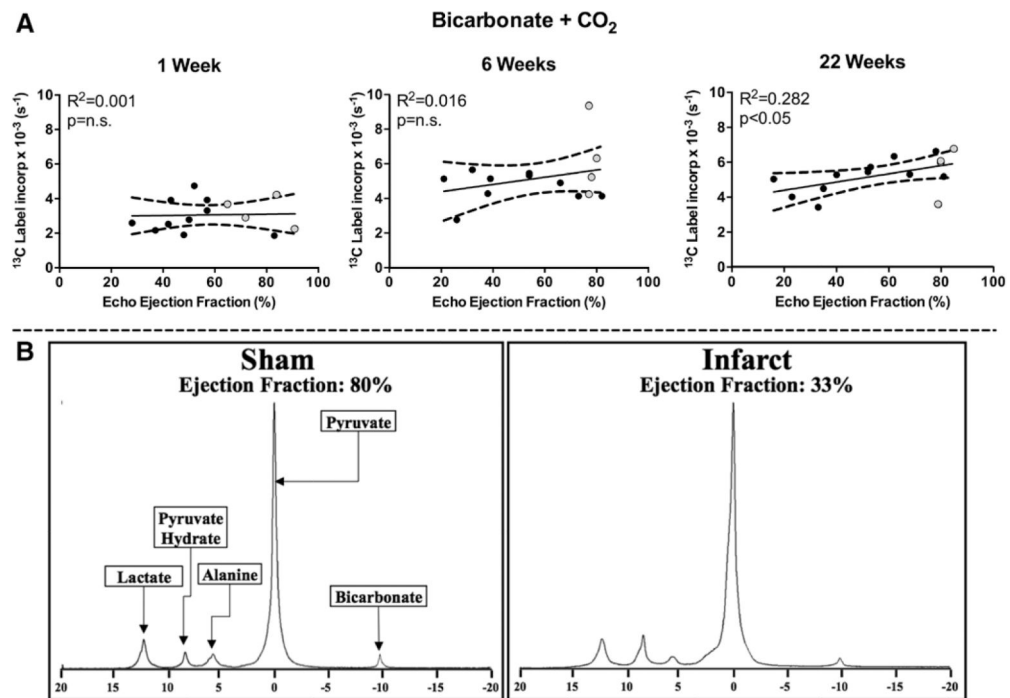 A
Bicarbonate + CO₂
1 Week
6 Weeks
22 Weeks
¹³C Label incorp x 10⁻³ (s⁻¹)
10
8
6
4
2
0
R²=0.001
p=n.s.
0 20 40 60 80 100
Echo Ejection Fraction (%)
¹³C Label incorp x 10⁻³ (s⁻¹)
10
8
6
4
2
0
R²=0.016
p=n.s.
0 20 40 60 80 100
Echo Ejection Fraction (%)
¹³C Label incorp x 10⁻³ (s⁻¹)
10
8
6
4
2
0
R²=0.282
p<0.05
0 20 40 60 80 100
Echo Ejection Fraction (%)
B
Sham
Ejection Fraction: 80%
Pyruvate
Pyruvate
Hydrate
Lactate
Alanine
Bicarbonate
20 15 10 5 0 -5 -10 -15 -20
Infarct
Ejection Fraction: 33%
20 15 10 5 0 -5 -10 -15 -20